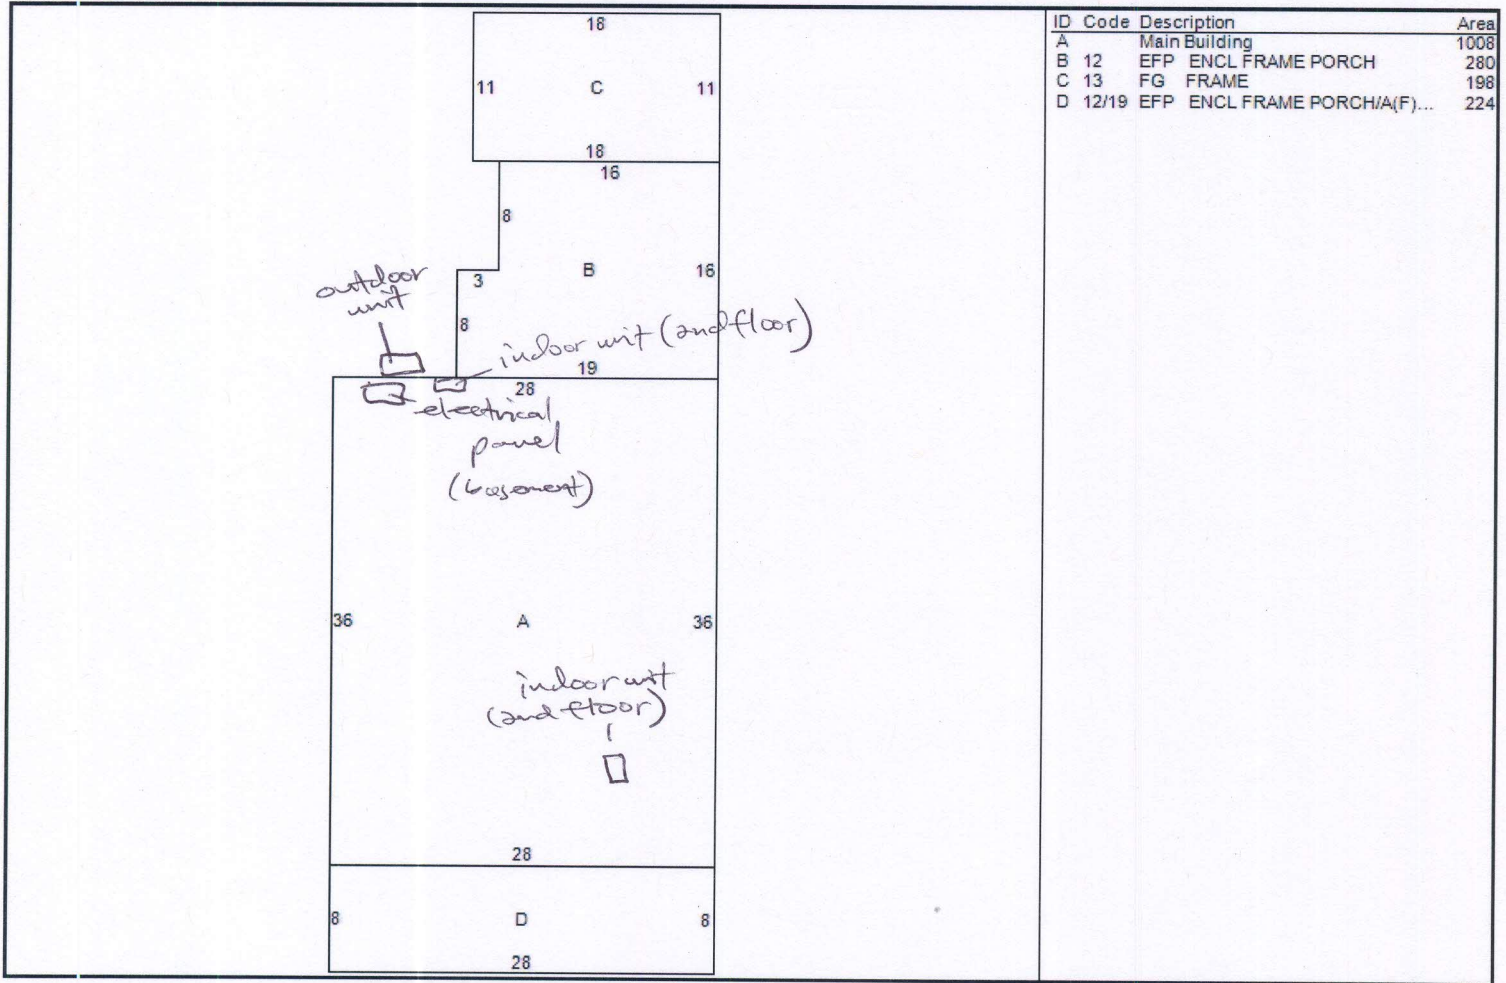 ID Code Description Area
A Main Building 1008
B 12 EFP ENCL FRAME PORCH 280
C 13 FG FRAME 198
D 12/19 EFP ENCL FRAME PORCH/A(F)... 224
18
11 C 11
18
16
8
3 B 16
outdoor
unit
8
indoor unit (2nd floor)
19
28
electrical
panel
(basement)
36 A 36
indoor unit
(2nd floor)
28
8 D 8
28